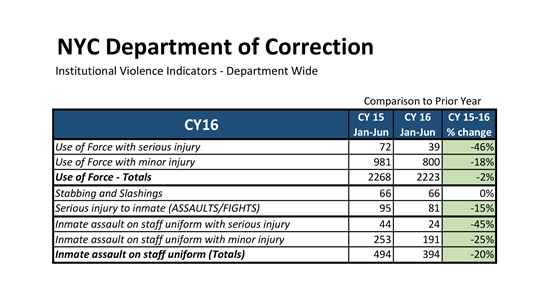 NYC Department of Correction
Institutional Violence Indicators - Department Wide
Comparison to Prior Year
CY16 CY 15 Jan-Jun CY 16 Jan-Jun CY 15-16 % change
Use of Force with serious injury 72 39 -46%
Use of Force with minor injury 981 800 -18%
Use of Force - Totals 2268 2223 -2%
Stabbing and Slashings 66 66 0%
Serious injury to inmate (ASSAULTS/FIGHTS) 95 81 -15%
Inmate assault on staff uniform with serious injury 44 24 -45%
Inmate assault on staff uniform with minor injury 253 191 -25%
Inmate assault on staff uniform (Totals) 494 394 -20%